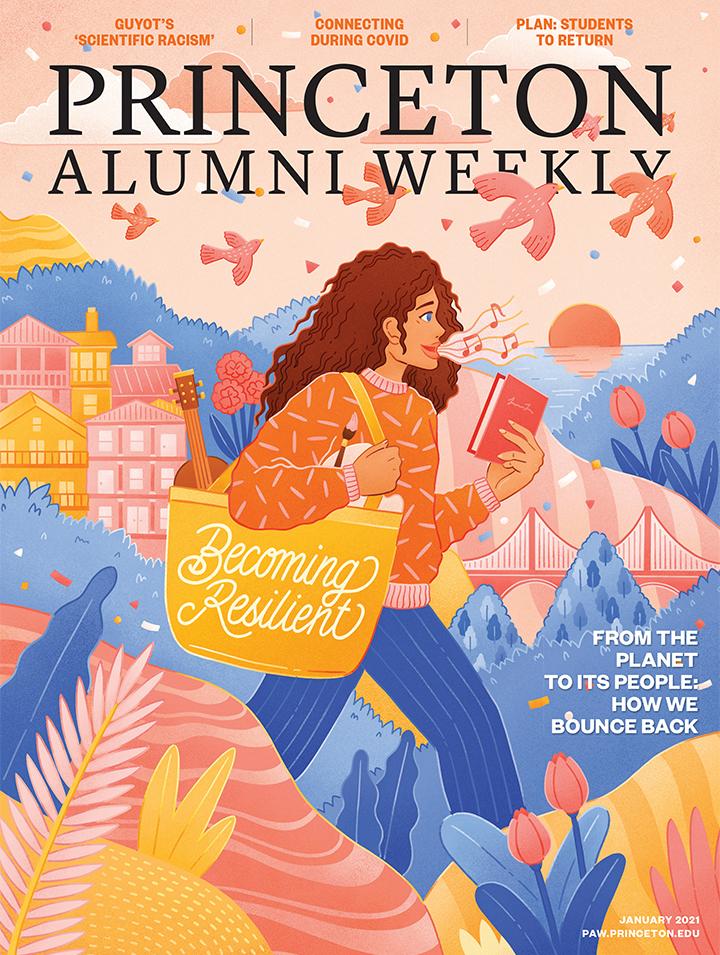 GUYOT'S
'SCIENTIFIC RACISM'
CONNECTING
DURING COVID
PLAN: STUDENTS
TO RETURN
PRINCETON
ALUMNI WEEKLY
Becoming
Resilient
FROM THE
PLANET
TO ITS PEOPLE:
HOW WE
BOUNCE BACK
JANUARY 2021
PAW.PRINCETON.EDU